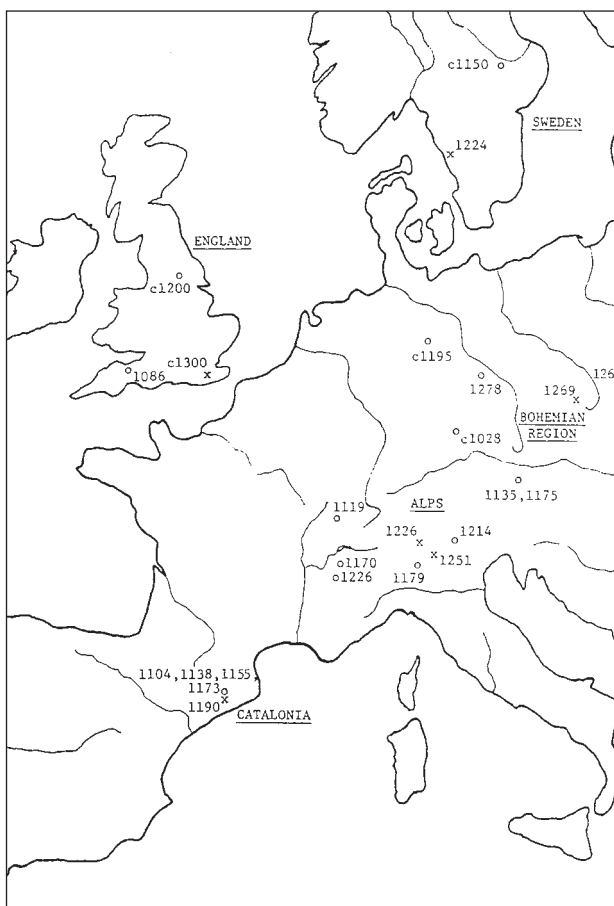 c1150
SWEDEN
1224
ENGLAND
c1200
c1300
1086
c1195
1278
126
1269
BOHEMIAN
REGION
c1028
1135,1175
1119
ALPS
1226
1214
1251
1170
1179
1226
1104,1138,1155
1173
1190
CATALONIA